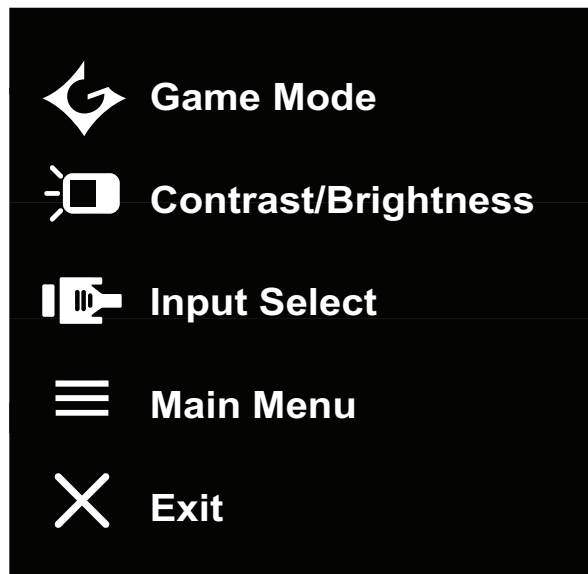 Game Mode
Contrast/Brightness
Input Select
Main Menu
Exit